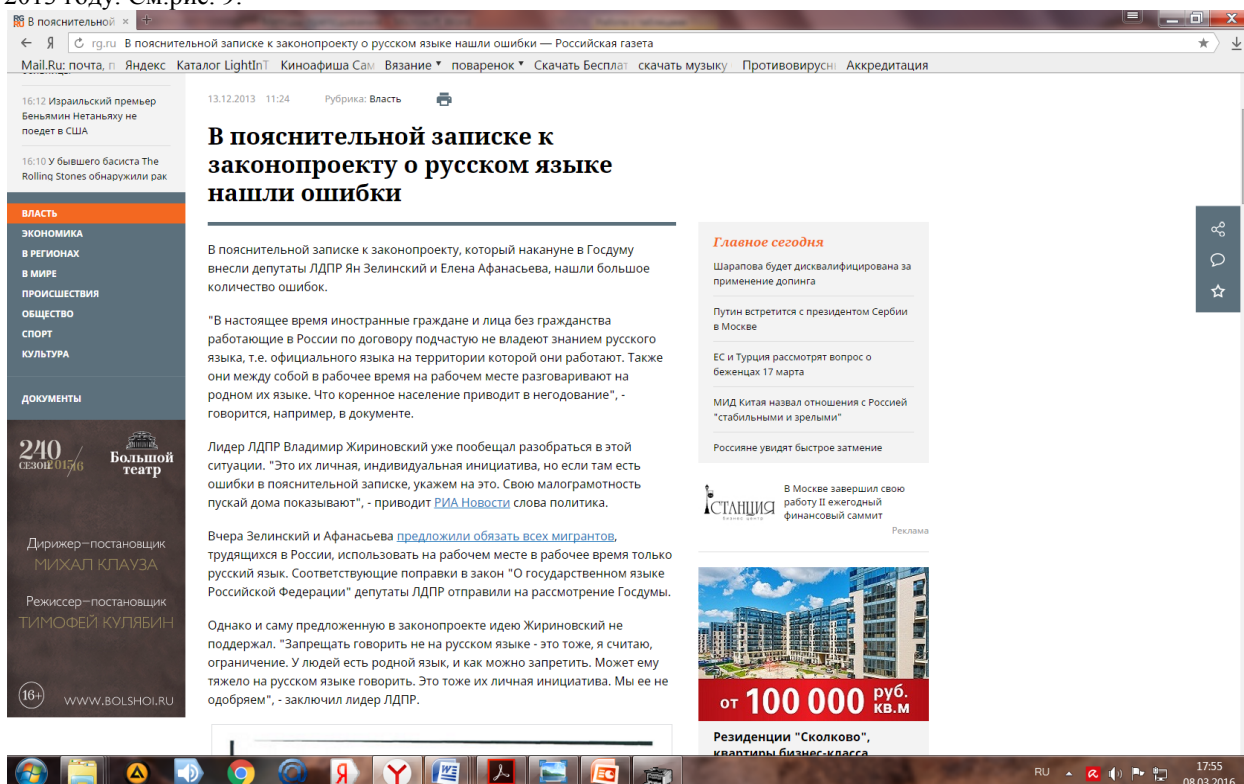 2013 году. См.рис. 9.
В пояснительной
rg.ru В пояснительной записке к законопроекту о русском языке нашли ошибки — Российская газета
Mail.Ru: почта, п Яндекс Каталог LightInT Киноафиша Сам Вязание поваренок Скачать Бесплат скачать музыку Противовирусн Аккредитация
16:12 Израильский премьер
Беньямин Нетаньяху не
поедет в США
16:10 У бывшего басиста The
Rolling Stones обнаружили рак
ВЛАСТЬ
ЭКОНОМИКА
В РЕГИОНАХ
В МИРЕ
ПРОИСШЕСТВИЯ
ОБЩЕСТВО
СПОРТ
КУЛЬТУРА
ДОКУМЕНТЫ
240
СЕЗОН 2015/16
Большой
театр
Дирижер–постановщик
МИХАЛ КЛАУЗА
Режиссер–постановщик
ТИМОФЕЙ КУЛЯБИН
16+
WWW.BOLSHOI.RU
13.12.2013 11:24 Рубрика: Власть
В пояснительной записке к
законопроекту о русском языке
нашли ошибки
В пояснительной записке к законопроекту, который накануне в Госдуму
внесли депутаты ЛДПР Ян Зелинский и Елена Афанасьева, нашли большое
количество ошибок.
"В настоящее время иностранные граждане и лица без гражданства
работающие в России по договору подчастую не владеют знанием русского
языка, т.е. официального языка на территории которой они работают. Также
они между собой в рабочее время на рабочем месте разговаривают на
родном их языке. Что коренное население приводит в негодование", -
говорится, например, в документе.
Лидер ЛДПР Владимир Жириновский уже пообещал разобраться в этой
ситуации. "Это их личная, индивидуальная инициатива, но если там есть
ошибки в пояснительной записке, укажем на это. Свою малограмотность
пускай дома показывают", - приводит РИА Новости слова политика.
Вчера Зелинский и Афанасьева предложили обязать всех мигрантов,
трудящихся в России, использовать на рабочем месте в рабочее время только
русский язык. Соответствующие поправки в закон "О государственном языке
Российской Федерации" депутаты ЛДПР отправили на рассмотрение Госдумы.
Однако и саму предложенную в законопроекте идею Жириновский не
поддержал. "Запрещать говорить не на русском языке - это тоже, я считаю,
ограничение. У людей есть родной язык, и как можно запретить. Может ему
тяжело на русском языке говорить. Это тоже их личная инициатива. Мы ее не
одобряем", - заключил лидер ЛДПР.
Главное сегодня
Шарапова будет дисквалифицирована за
применение допинга
Путин встретится с президентом Сербии
в Москве
ЕС и Турция рассмотрят вопрос о
беженцах 17 марта
МИД Китая назвал отношения с Россией
"стабильными и зрелыми"
Россияне увидят быстрое затмение
СТАНЦИЯ
бизнес центр
В Москве завершил свою
работу II ежегодный
финансовый саммит
Реклама
от 100 000 руб. кв.м
Резиденции "Сколково",
квартиры бизнес-класса
RU
17:55
08.03.2016